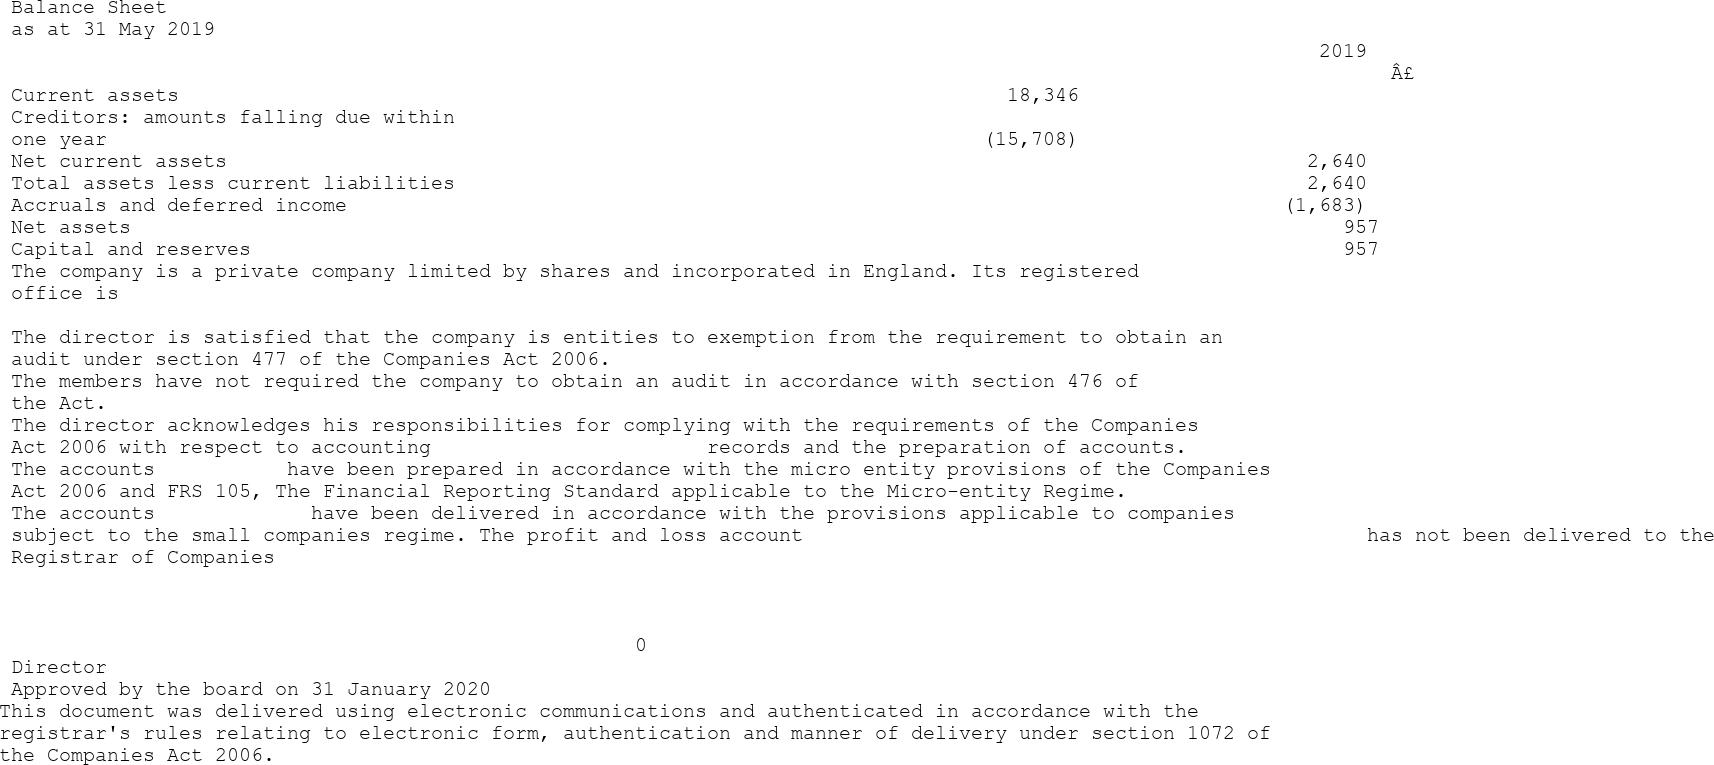 Balance Sheet
as at 31 May 2019
2019
Â£
Current assets 18,346
Creditors: amounts falling due within
one year (15,708)
Net current assets 2,640
Total assets less current liabilities 2,640
Accruals and deferred income (1,683)
Net assets 957
Capital and reserves 957
The company is a private company limited by shares and incorporated in England. Its registered
office is
The director is satisfied that the company is entities to exemption from the requirement to obtain an
audit under section 477 of the Companies Act 2006.
The members have not required the company to obtain an audit in accordance with section 476 of
the Act.
The director acknowledges his responsibilities for complying with the requirements of the Companies
Act 2006 with respect to accounting records and the preparation of accounts.
The accounts have been prepared in accordance with the micro entity provisions of the Companies
Act 2006 and FRS 105, The Financial Reporting Standard applicable to the Micro-entity Regime.
The accounts have been delivered in accordance with the provisions applicable to companies
subject to the small companies regime. The profit and loss account has not been delivered to the
Registrar of Companies
0
Director
Approved by the board on 31 January 2020
This document was delivered using electronic communications and authenticated in accordance with the
registrar's rules relating to electronic form, authentication and manner of delivery under section 1072 of
the Companies Act 2006.